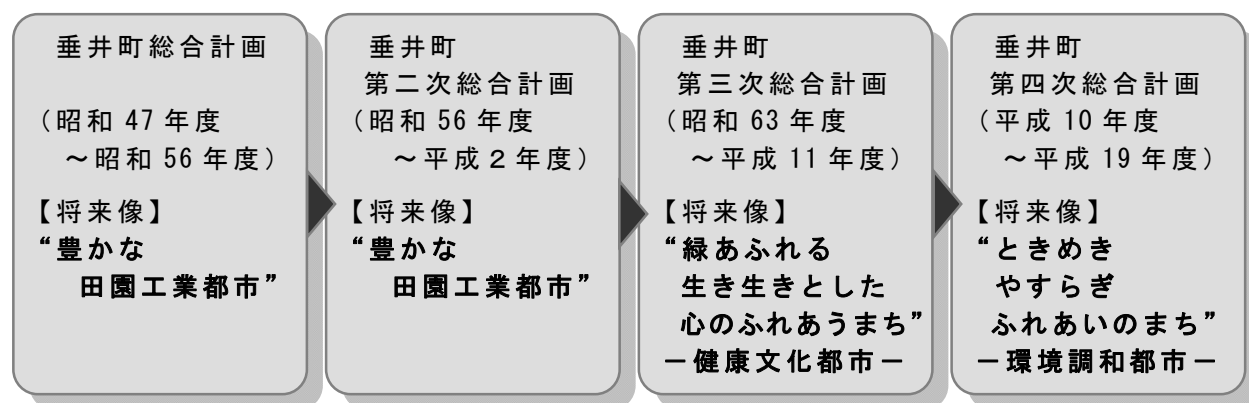 垂井町総合計画
（昭和 47 年度
～昭和 56 年度）
【将来像】
“豊かな
田園工業都市”
垂井町
第二次総合計画
（昭和 56 年度
～平成２年度）
【将来像】
“豊かな
田園工業都市”
垂井町
第三次総合計画
（昭和 63 年度
～平成 11 年度）
【将来像】
“緑あふれる
生き生きとした
心のふれあうまち”
－健康文化都市－
垂井町
第四次総合計画
（平成 10 年度
～平成 19 年度）
【将来像】
“ときめき
やすらぎ
ふれあいのまち”
－環境調和都市－